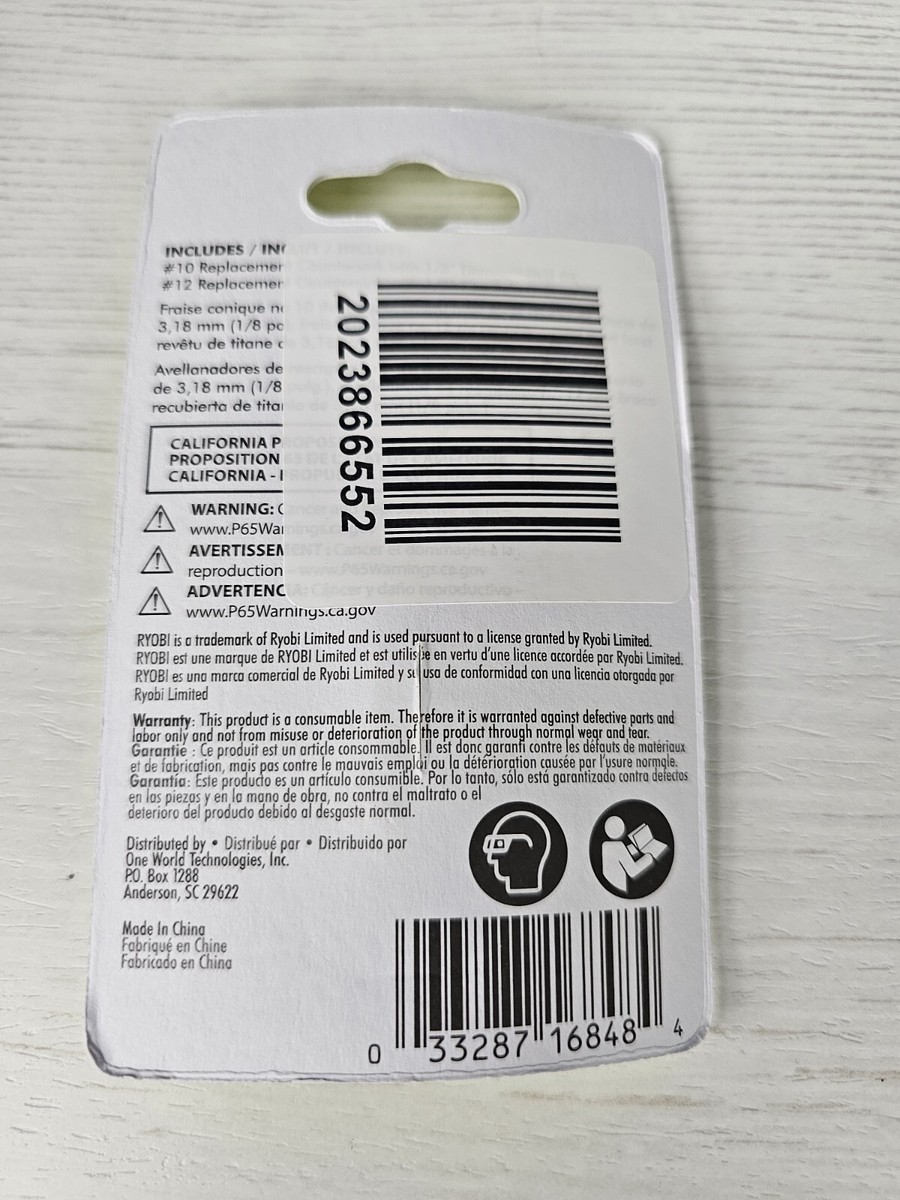 INCLUDES / INC
#10 Replacemen
#12 Replacemen
Fraise conique n
3,18 mm (1/8 po
revêtu de titane
Avellanadores de
de 3,18 mm (1/8
recubierta de tita
CALIFORNIA P
PROPOSITION
CALIFORNIA -
WARNING:
www.P65Wa
AVERTISSEMENT : Cancer et dommages à la
reproduction – www.P65Warnings.ca.gov
ADVERTENCIA: Cáncer y daño reproductivo –
www.P65Warnings.ca.gov
2023866552
RYOBI is a trademark of Ryobi Limited and is used pursuant to a license granted by Ryobi Limited.
RYOBI est une marque de RYOBI Limited et est utilisée en vertu d'une licence accordée par Ryobi Limited.
RYOBI es una marca comercial de Ryobi Limited y su usa de conformidad con una licencia otorgada por
Ryobi Limited
Warranty: This product is a consumable item. Therefore it is warranted against defective parts and
labor only and not from misuse or deterioration of the product through normal wear and tear.
Garantie : Ce produit est un article consommable. Il est donc garanti contre les défauts de matériaux
et de fabrication, mais pas contre le mauvais emploi ou la détérioration causée par l'usure normale.
Garantía: Este producto es un artículo consumible. Por lo tanto, sólo está garantizado contra defectos
en las piezas y en la mano de obra, no contra el maltrato o el
deterioro del producto debido al desgaste normal.
Distributed by • Distribué par • Distribuido por
One World Technologies, Inc.
P.O. Box 1288
Anderson, SC 29622
Made In China
Fabriqué en Chine
Fabricado en China
0 33287 16848 4